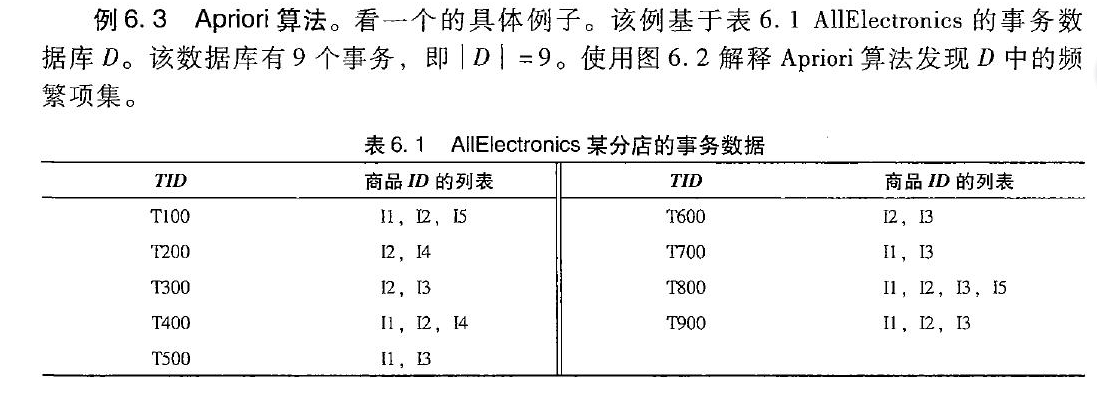 例6.3 Apriori 算法。看一个的具体例子。该例基于表 6.1 AllElectronics 的事务数
据库 D。该数据库有 9 个事务，即 |D| =9。使用图 6.2 解释 Apriori 算法发现 D 中的频
繁项集。
表6.1 AllElectronics 某分店的事务数据
TID 商品 ID 的列表 TID 商品 ID 的列表
T100 I1，I2，I5 T600 I2，I3
T200 I2，I4 T700 I1，I3
T300 I2，I3 T800 I1，I2，I3，I5
T400 I1，I2，I4 T900 I1，I2，I3
T500 I1，I3